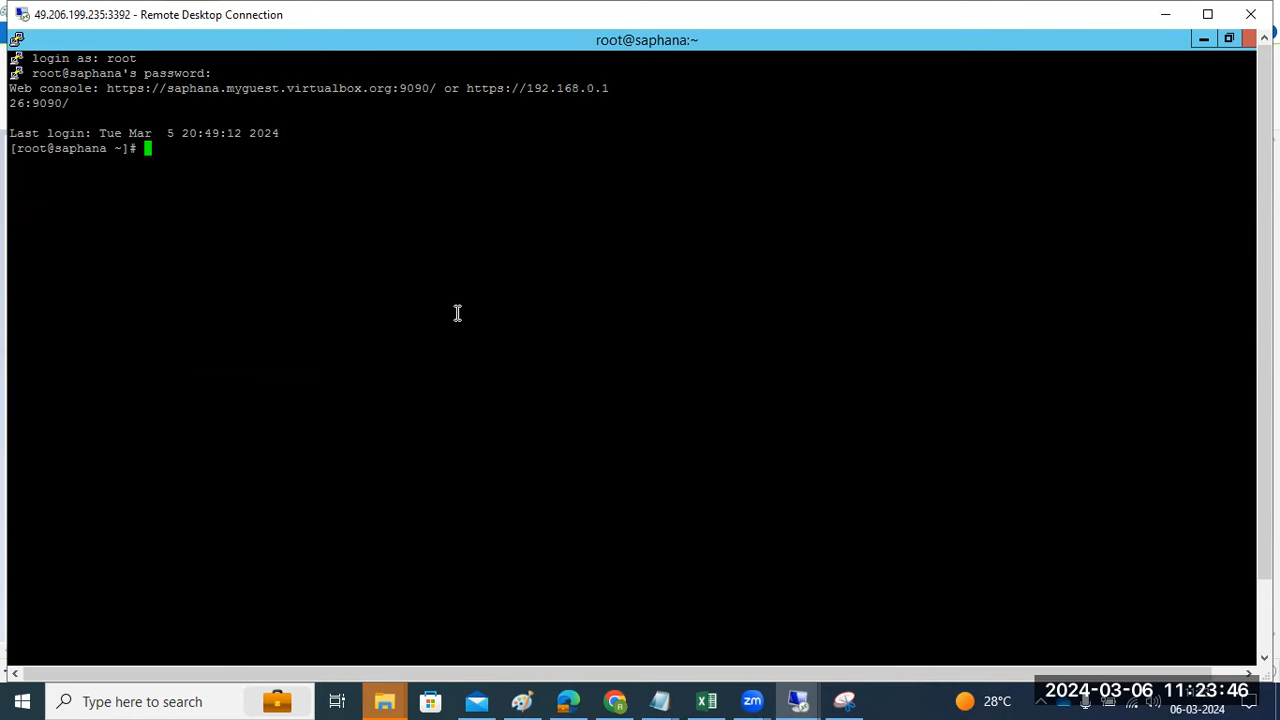 49.206.199.235:3392 - Remote Desktop Connection
root@saphana:~
login as: root
root@saphana's password:
Web console: https://saphana.myguest.virtualbox.org:9090/ or https://192.168.0.1
26:9090/
Last login: Tue Mar  5 20:49:12 2024
[root@saphana ~]#
Type here to search
28°C
2024-03-06 11:23:46
06-03-2024